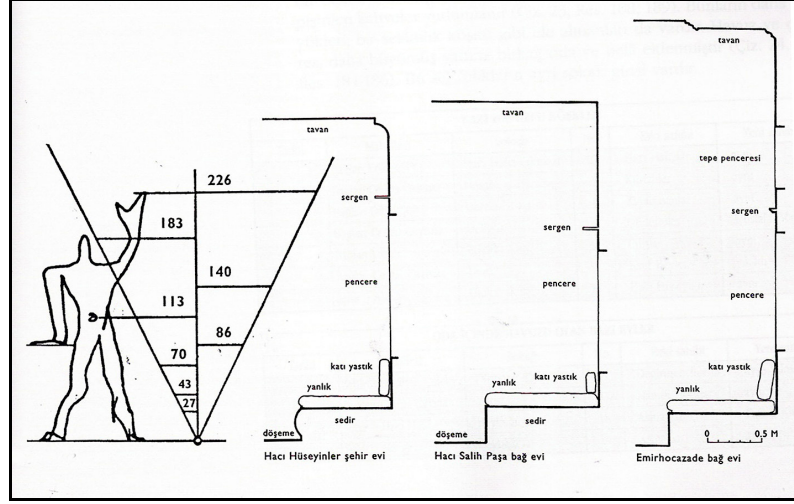 226
183
140
113
86
70
43
27
tavan
sergen
pencere
katı yastık
yanlık
sedir
döşeme
Hacı Hüseyinler şehir evi
tavan
sergen
pencere
katı yastık
yanlık
sedir
döşeme
Hacı Salih Paşa bağ evi
tavan
tepe penceresi
sergen
pencere
katı yastık
yanlık
sedir
0 0.5 M
Emirhocazade bağ evi